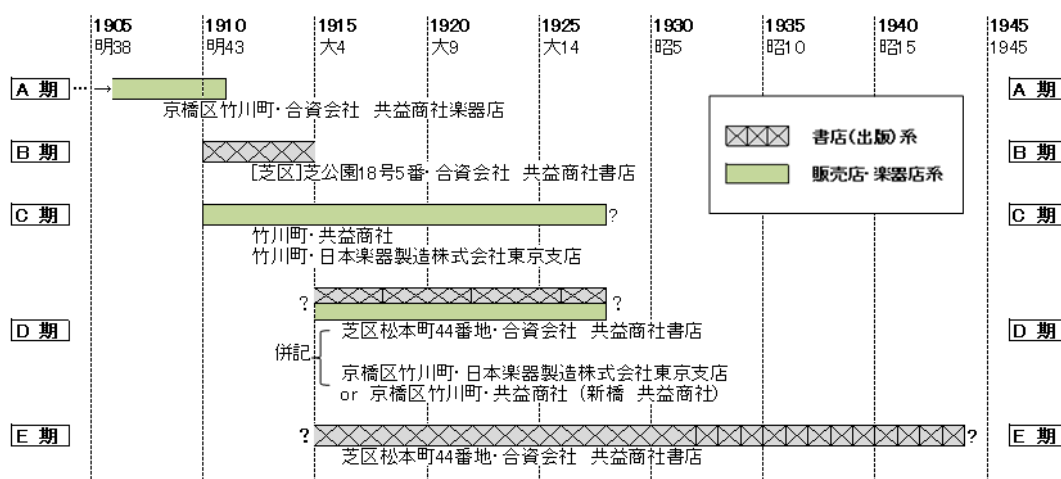 1905 1910 1915 1920 1925 1930 1935 1940 1945
明38 明43 大4 大9 大14 昭5 昭10 昭15 1945
A 期 …→ A 期
京橋区竹川町・合資会社 共益商社楽器店
書店(出版)系
販売店・楽器店系
B 期 B 期
[芝区]芝公園18号5番・合資会社 共益商社書店
C 期 ? C 期
竹川町・共益商社
竹川町・日本楽器製造株式会社東京支店
? ?
D 期 D 期
芝区松本町44番地・合資会社 共益商社書店
併記
京橋区竹川町・日本楽器製造株式会社東京支店
or 京橋区竹川町・共益商社 (新橋 共益商社)
E 期 ? ? E 期
芝区松本町44番地・合資会社 共益商社書店